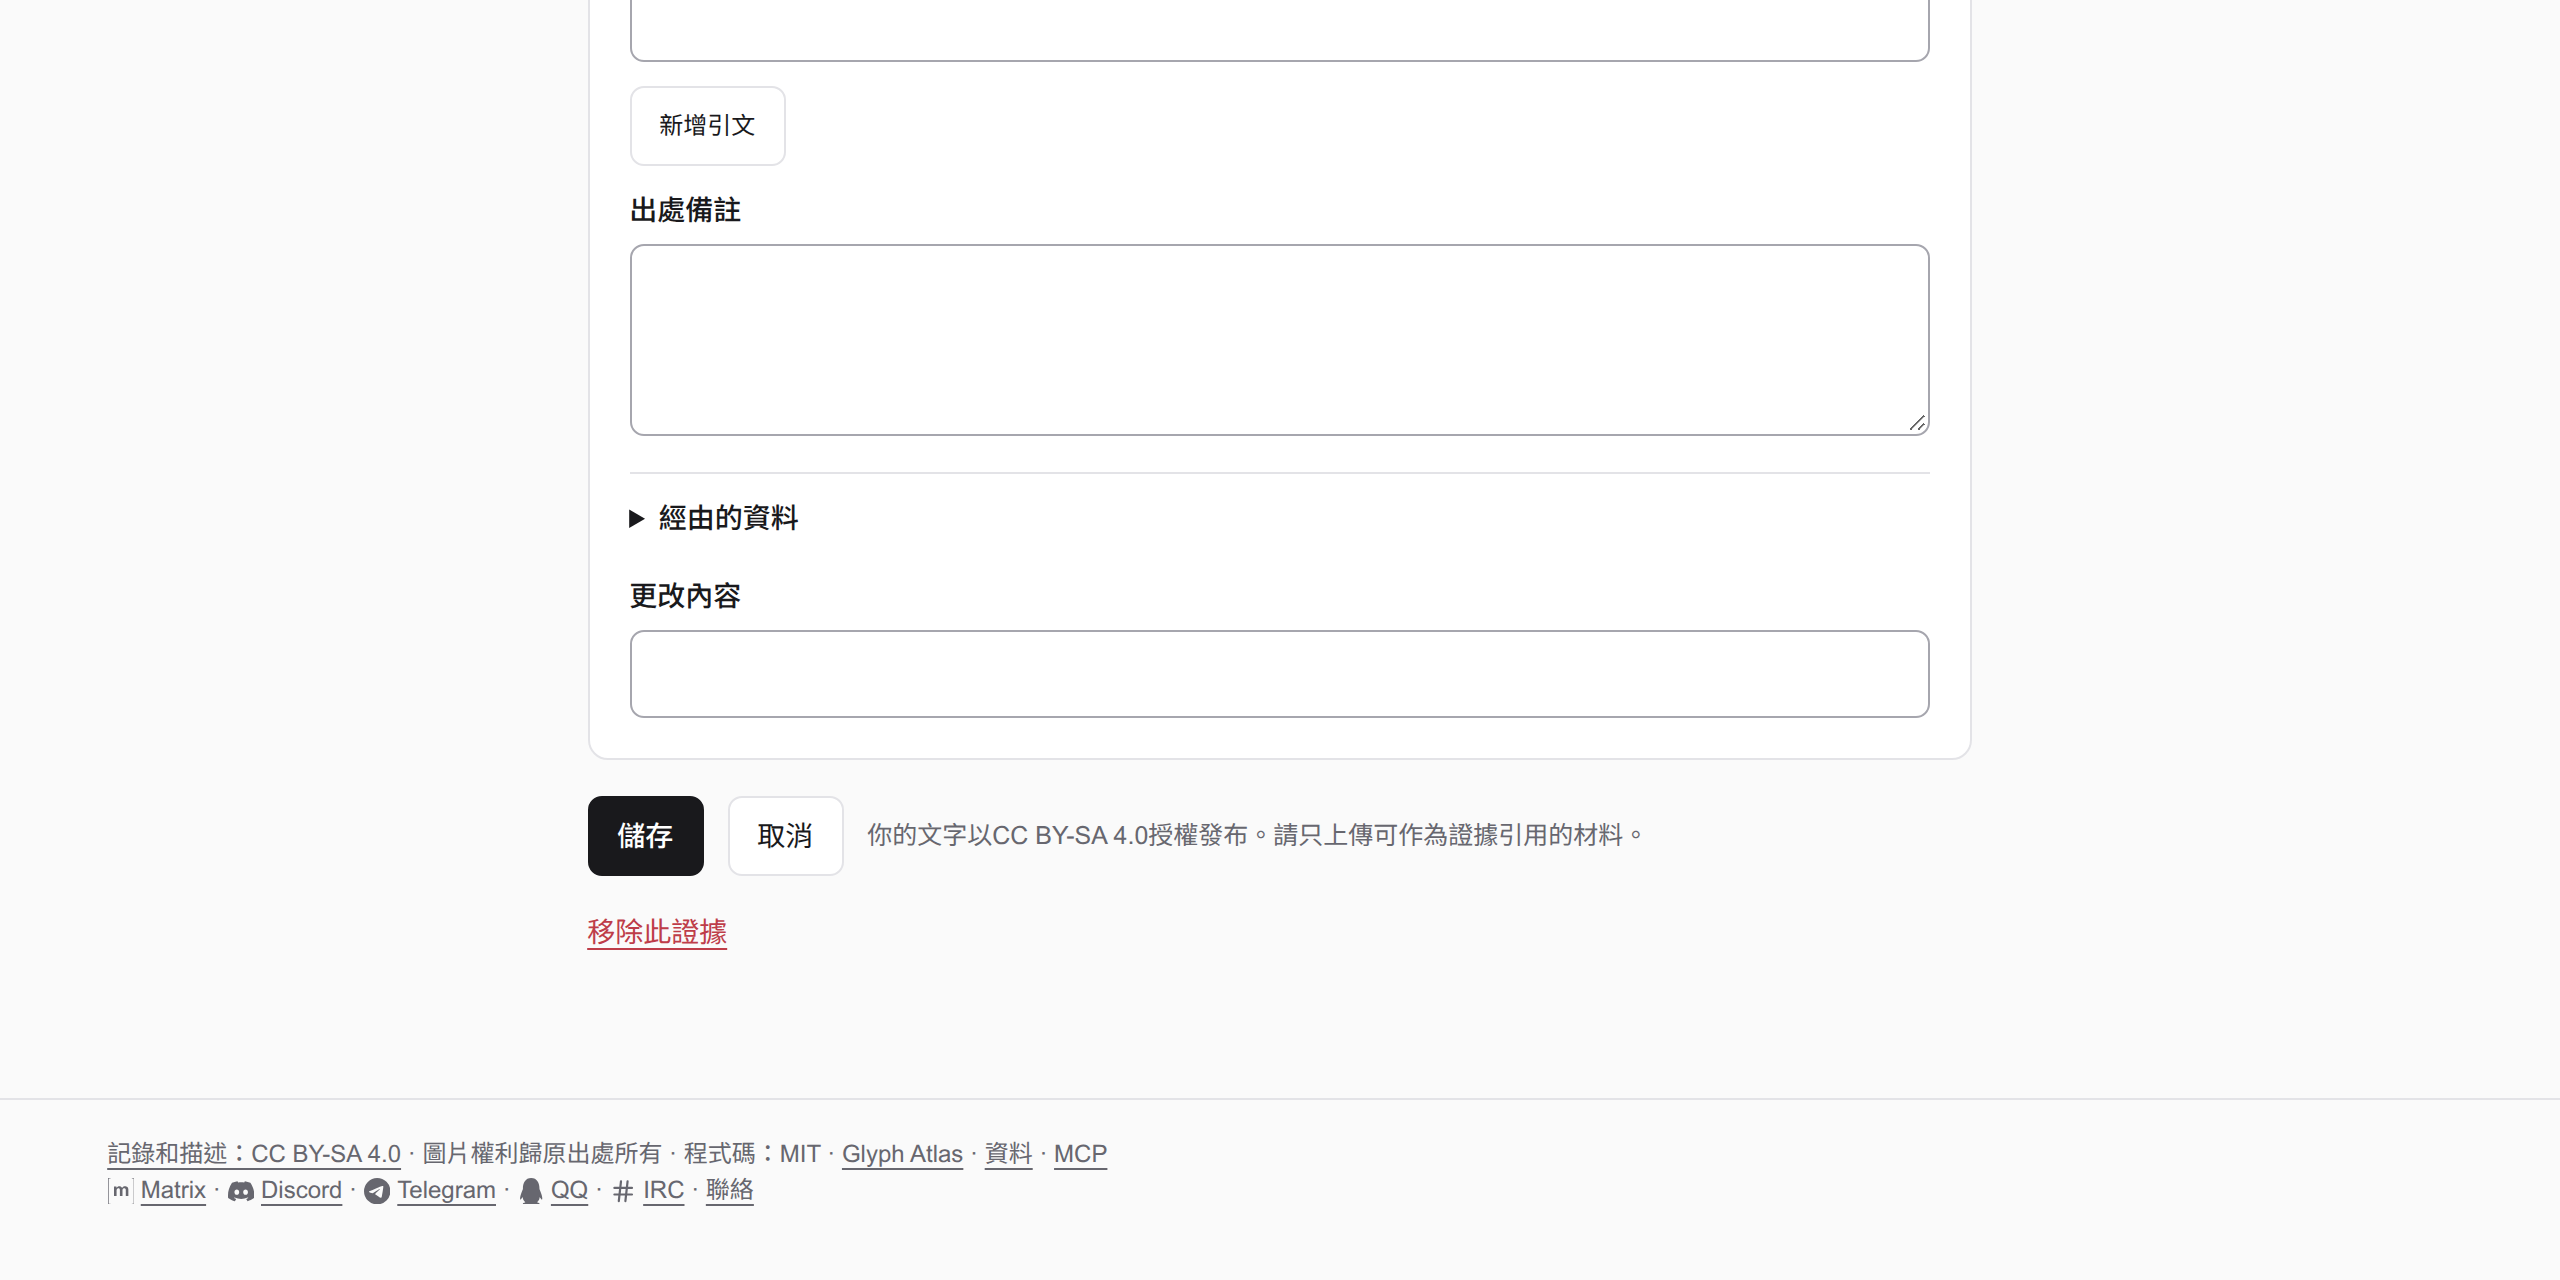 新增引文
出處備註
經由的資料
更改內容
儲存 取消 你的文字以CC BY-SA 4.0授權發布。請只上傳可作為證據引用的材料。
移除此證據
記錄和描述：CC BY-SA 4.0 · 圖片權利歸原出處所有 · 程式碼：MIT · Glyph Atlas · 資料 · MCP
[m] Matrix · Discord · Telegram · QQ · # IRC · 聯絡